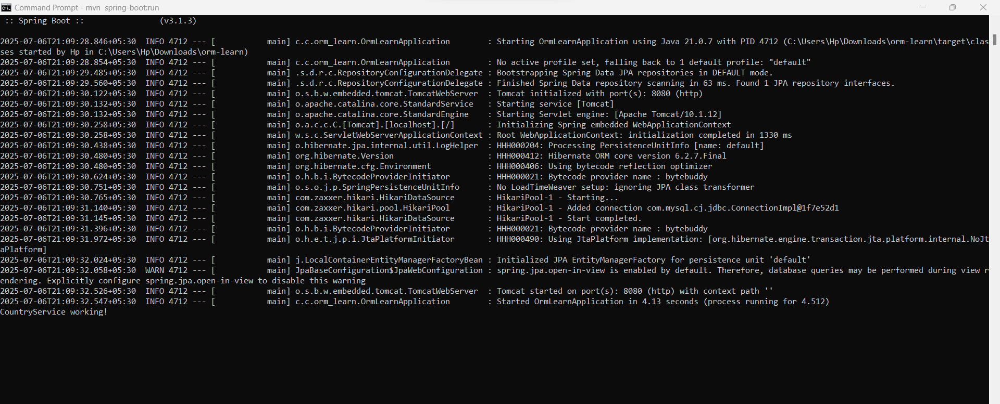 Command Prompt - mvn  spring-boot:run
 :: Spring Boot ::                (v3.1.3)
2025-07-06T21:09:28.846+05:30  INFO 4712 --- [           main] c.c.orm_learn.OrmLearnApplication        : Starting OrmLearnApplication using Java 21.0.7 with PID 4712 (C:\Users\Hp\Downloads\orm-learn\target\clas
ses started by Hp in C:\Users\Hp\Downloads\orm-learn)
2025-07-06T21:09:28.854+05:30  INFO 4712 --- [           main] c.c.orm_learn.OrmLearnApplication        : No active profile set, falling back to 1 default profile: "default"
2025-07-06T21:09:29.485+05:30  INFO 4712 --- [           main] .s.d.r.c.RepositoryConfigurationDelegate : Bootstrapping Spring Data JPA repositories in DEFAULT mode.
2025-07-06T21:09:29.560+05:30  INFO 4712 --- [           main] .s.d.r.c.RepositoryConfigurationDelegate : Finished Spring Data repository scanning in 63 ms. Found 1 JPA repository interfaces.
2025-07-06T21:09:30.122+05:30  INFO 4712 --- [           main] o.s.b.w.embedded.tomcat.TomcatWebServer  : Tomcat initialized with port(s): 8080 (http)
2025-07-06T21:09:30.132+05:30  INFO 4712 --- [           main] o.apache.catalina.core.StandardService   : Starting service [Tomcat]
2025-07-06T21:09:30.132+05:30  INFO 4712 --- [           main] o.apache.catalina.core.StandardEngine    : Starting Servlet engine: [Apache Tomcat/10.1.12]
2025-07-06T21:09:30.258+05:30  INFO 4712 --- [           main] o.a.c.c.C.[Tomcat].[localhost].[/]       : Initializing Spring embedded WebApplicationContext
2025-07-06T21:09:30.258+05:30  INFO 4712 --- [           main] w.s.c.ServletWebServerApplicationContext : Root WebApplicationContext: initialization completed in 1330 ms
2025-07-06T21:09:30.438+05:30  INFO 4712 --- [           main] o.hibernate.jpa.internal.util.LogHelper  : HHH000204: Processing PersistenceUnitInfo [name: default]
2025-07-06T21:09:30.480+05:30  INFO 4712 --- [           main] org.hibernate.Version                    : HHH000412: Hibernate ORM core version 6.2.7.Final
2025-07-06T21:09:30.480+05:30  INFO 4712 --- [           main] org.hibernate.cfg.Environment            : HHH000406: Using bytecode reflection optimizer
2025-07-06T21:09:30.624+05:30  INFO 4712 --- [           main] o.h.b.i.BytecodeProviderInitiator        : HHH000021: Bytecode provider name : bytebuddy
2025-07-06T21:09:30.751+05:30  INFO 4712 --- [           main] o.s.o.j.p.SpringPersistenceUnitInfo      : No LoadTimeWeaver setup: ignoring JPA class transformer
2025-07-06T21:09:30.765+05:30  INFO 4712 --- [           main] com.zaxxer.hikari.HikariDataSource       : HikariPool-1 - Starting...
2025-07-06T21:09:31.140+05:30  INFO 4712 --- [           main] com.zaxxer.hikari.pool.HikariPool        : HikariPool-1 - Added connection com.mysql.cj.jdbc.ConnectionImpl@1f7e52d1
2025-07-06T21:09:31.145+05:30  INFO 4712 --- [           main] com.zaxxer.hikari.HikariDataSource       : HikariPool-1 - Start completed.
2025-07-06T21:09:31.396+05:30  INFO 4712 --- [           main] o.h.b.i.BytecodeProviderInitiator        : HHH000021: Bytecode provider name : bytebuddy
2025-07-06T21:09:31.972+05:30  INFO 4712 --- [           main] o.h.e.t.j.p.i.JtaPlatformInitiator       : HHH000490: Using JtaPlatform implementation: [org.hibernate.engine.transaction.jta.platform.internal.NoJt
aPlatform]
2025-07-06T21:09:32.024+05:30  INFO 4712 --- [           main] j.LocalContainerEntityManagerFactoryBean : Initialized JPA EntityManagerFactory for persistence unit 'default'
2025-07-06T21:09:32.058+05:30  WARN 4712 --- [           main] JpaBaseConfiguration$JpaWebConfiguration : spring.jpa.open-in-view is enabled by default. Therefore, database queries may be performed during view r
endering. Explicitly configure spring.jpa.open-in-view to disable this warning
2025-07-06T21:09:32.526+05:30  INFO 4712 --- [           main] o.s.b.w.embedded.tomcat.TomcatWebServer  : Tomcat started on port(s): 8080 (http) with context path ''
2025-07-06T21:09:32.547+05:30  INFO 4712 --- [           main] c.c.orm_learn.OrmLearnApplication        : Started OrmLearnApplication in 4.13 seconds (process running for 4.512)
CountryService working!